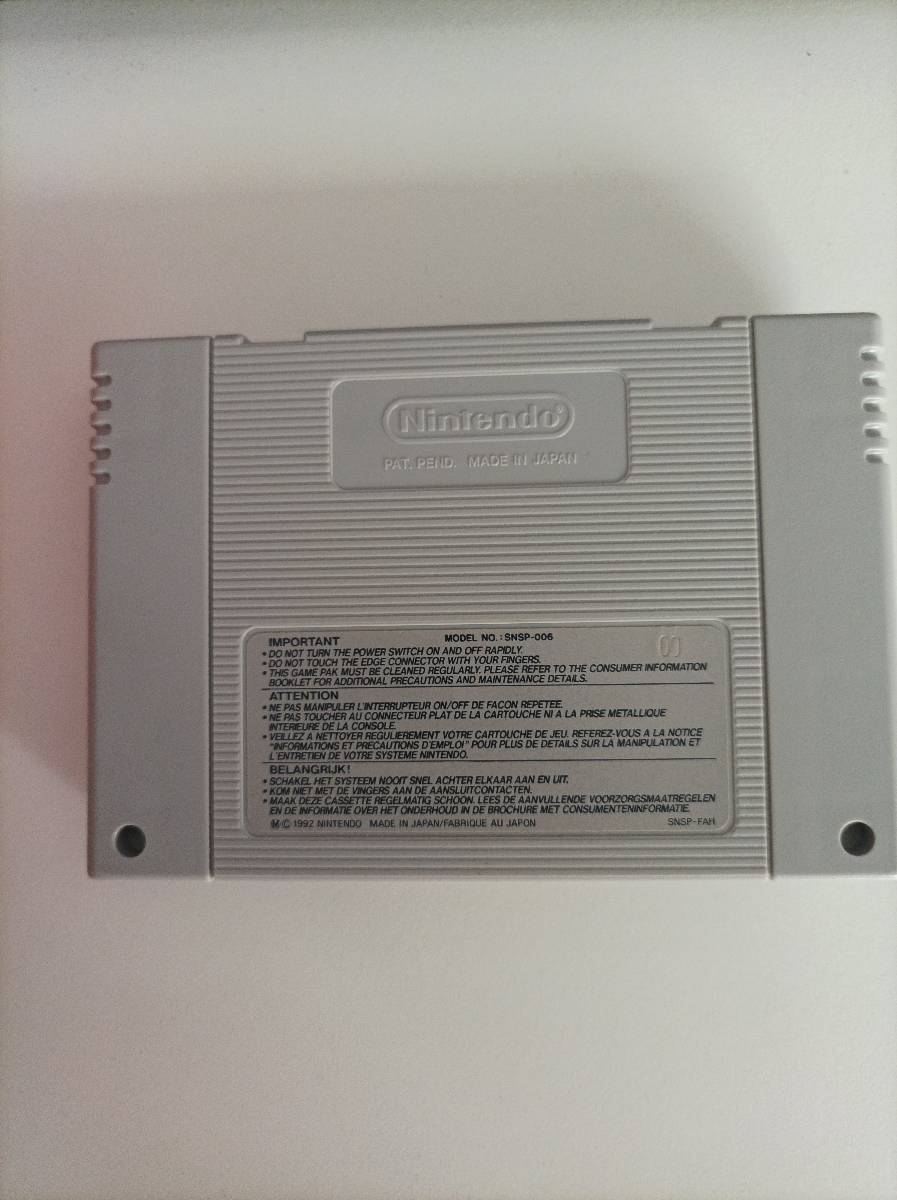 Nintendo®
PAT. PEND. MADE IN JAPAN
IMPORTANT MODEL NO.: SNSP-006
• DO NOT TURN THE POWER SWITCH ON AND OFF RAPIDLY.
• DO NOT TOUCH THE EDGE CONNECTOR WITH YOUR FINGERS.
• THIS GAME PAK MUST BE CLEANED REGULARLY. PLEASE REFER TO THE CONSUMER INFORMATION
BOOKLET FOR ADDITIONAL PRECAUTIONS AND MAINTENANCE DETAILS.
ATTENTION
• NE PAS MANIPULER L'INTERRUPTEUR ON/OFF DE FACON REPETEE.
• NE PAS TOUCHER AU CONNECTEUR PLAT DE LA CARTOUCHE NI A LA PRISE METALLIQUE
INTERIEURE DE LA CONSOLE.
• VEILLEZ A NETTOYER REGULIEREMENT VOTRE CARTOUCHE DE JEU. REFEREZ-VOUS A LA NOTICE
"INFORMATIONS ET PRECAUTIONS D'EMPLOI" POUR PLUS DE DETAILS SUR LA MANIPULATION ET
L'ENTRETIEN DE VOTRE SYSTEME NINTENDO.
BELANGRIJK!
• SCHAKEL HET SYSTEEM NOOIT SNEL ACHTER ELKAAR AAN EN UIT.
• KOM NIET MET DE VINGERS AAN DE AANSLUITCONTACTEN.
• MAAK DEZE CASSETTE REGELMATIG SCHOON. LEES DE AANVULLENDE VOORZORGSMAATREGELEN
EN DE INFORMATIE OVER HET ONDERHOUD IN DE BROCHURE MET CONSUMENTENINFORMATIE.
Ⓜ© 1992 NINTENDO MADE IN JAPAN/FABRIQUE AU JAPON SNSP-FAH